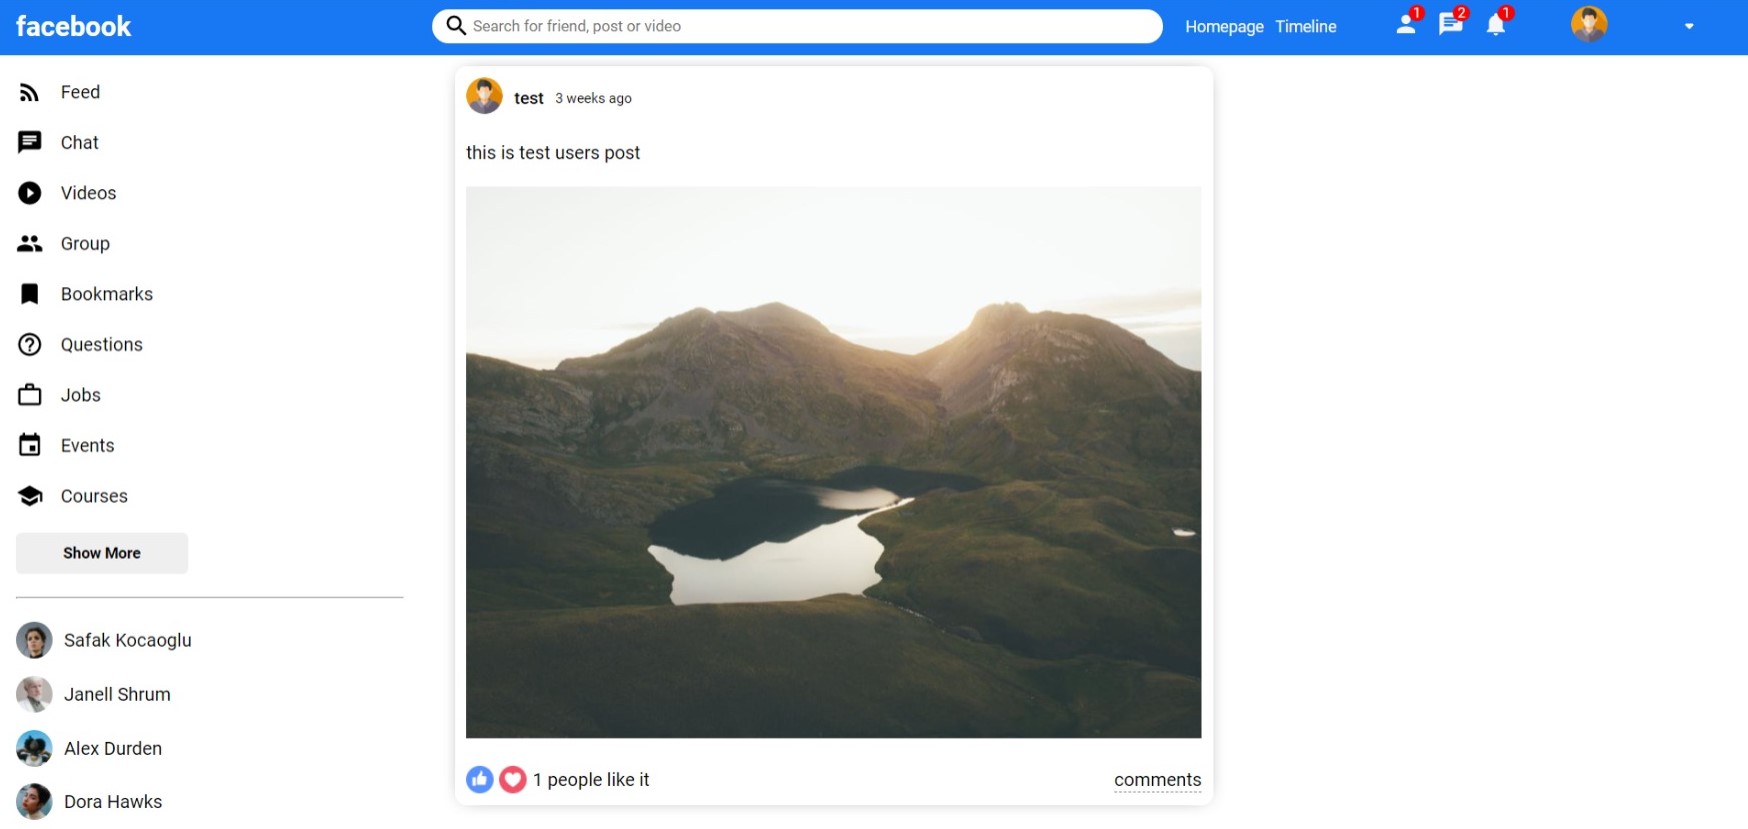 facebook
Search for friend, post or video
Homepage Timeline
1
2
1
Feed
Chat
Videos
Group
Bookmarks
Questions
Jobs
Events
Courses
Show More
Safak Kocaoglu
Janell Shrum
Alex Durden
Dora Hawks
test 3 weeks ago
this is test users post
1 people like it
comments